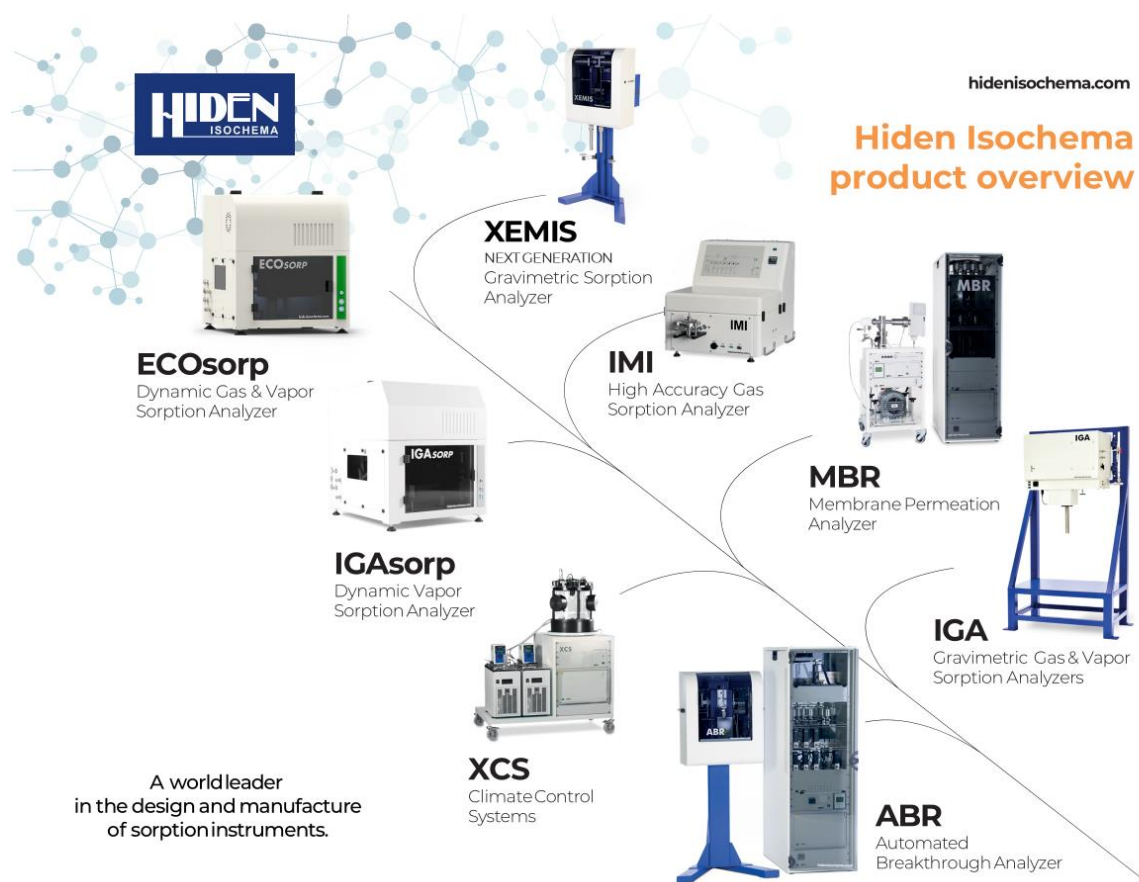 HIDEN
ISOCHEMA
hidenisochema.com
Hiden Isochema
product overview
XEMIS
XEMIS
NEXT GENERATION
Gravimetric Sorption
Analyzer
ECOSORP
ECOsorp
Dynamic Gas & Vapor
Sorption Analyzer
IMI
IMI
High Accuracy Gas
Sorption Analyzer
MBR
MBR
Membrane Permeation
Analyzer
IGASORP
IGAsorp
Dynamic Vapor
Sorption Analyzer
IGA
IGA
Gravimetric Gas & Vapor
Sorption Analyzers
XCS
XCS
Climate Control
Systems
ABR
ABR
Automated
Breakthrough Analyzer
A world leader
in the design and manufacture
of sorption instruments.